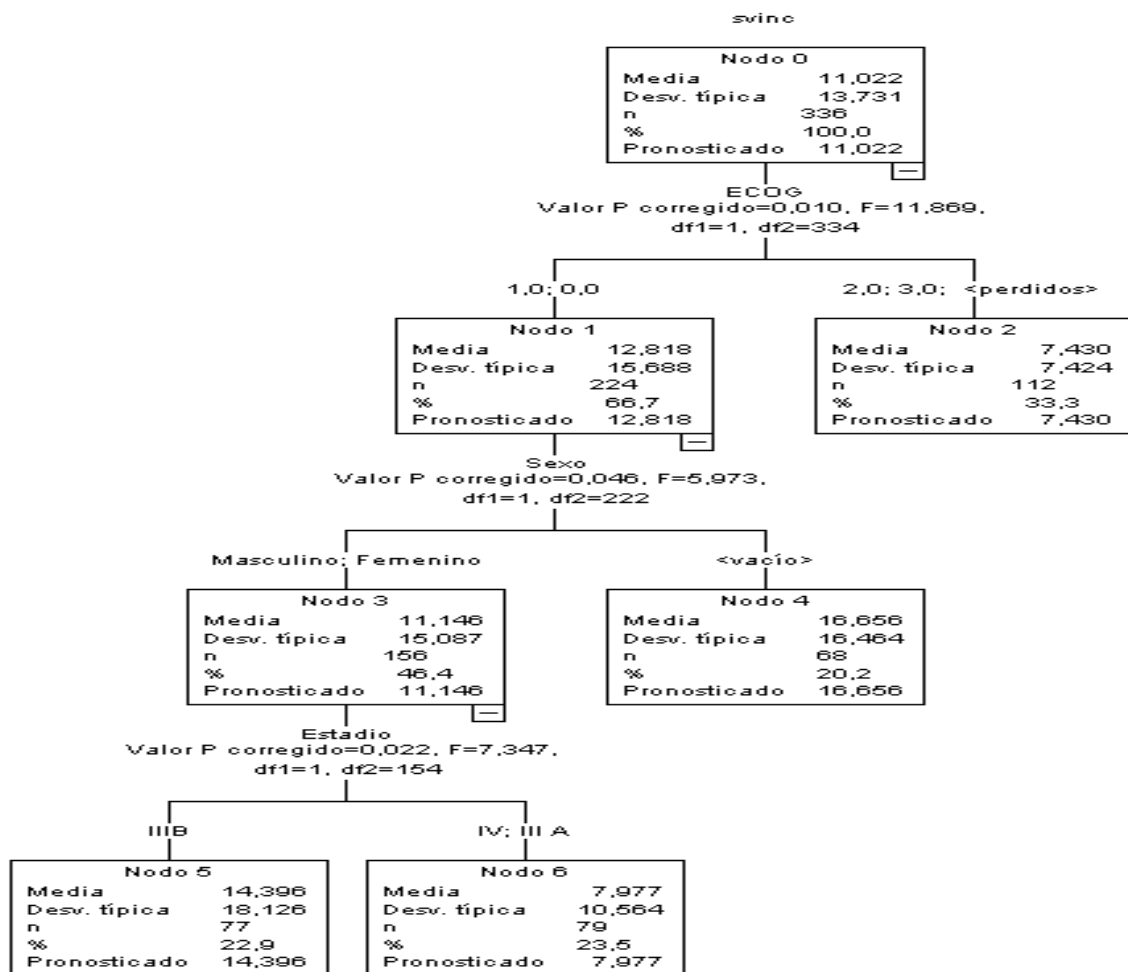 svinc
Nodo 0
Media 11,022
Desv. típica 13,731
n 336
% 100,0
Pronosticado 11,022
ECOG
Valor P corregido=0,010, F=11,869,
df1=1, df2=334
1,0; 0,0
2,0; 3,0; <perdidos>
Nodo 1
Media 12,818
Desv. típica 15,688
n 224
% 66,7
Pronosticado 12,818
Nodo 2
Media 7,430
Desv. típica 7,424
n 112
% 33,3
Pronosticado 7,430
Sexo
Valor P corregido=0,046, F=5,973,
df1=1, df2=222
Masculino; Femenino
<vacío>
Nodo 3
Media 11,146
Desv. típica 15,087
n 156
% 46,4
Pronosticado 11,146
Nodo 4
Media 16,656
Desv. típica 16,464
n 68
% 20,2
Pronosticado 16,656
Estadio
Valor P corregido=0,022, F=7,347,
df1=1, df2=154
IIIB
IV; III A
Nodo 5
Media 14,396
Desv. típica 18,126
n 77
% 22,9
Pronosticado 14,396
Nodo 6
Media 7,977
Desv. típica 10,564
n 79
% 23,5
Pronosticado 7,977